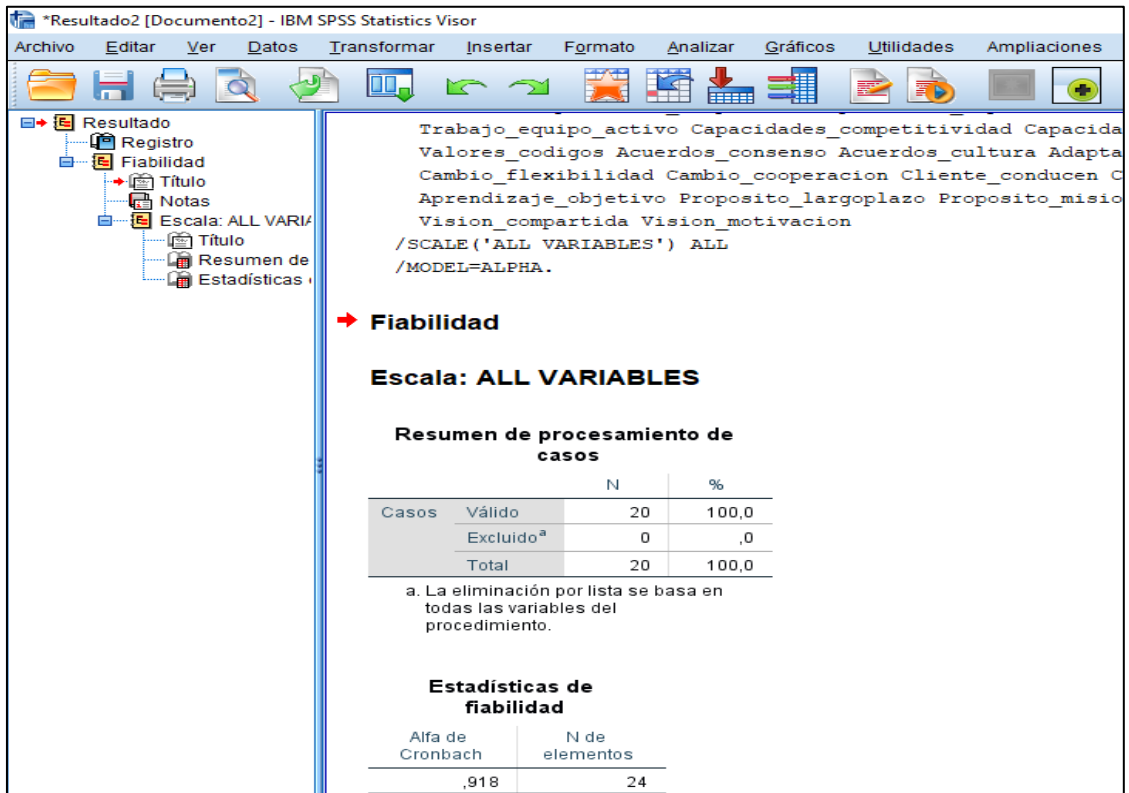 *Resultado2 [Documento2] - IBM SPSS Statistics Visor
Archivo Editar Ver Datos Transformar Insertar Formato Analizar Gráficos Utilidades Ampliaciones
Resultado
Registro
Fiabilidad
Título
Notas
Escala: ALL VARIA
Título
Resumen de
Estadísticas
Trabajo_equipo_activo Capacidades_competitividad Capacida
Valores_codigos Acuerdos_consenso Acuerdos_cultura Adapta
Cambio_flexibilidad Cambio_cooperacion Cliente_conducen C
Aprendizaje_objetivo Proposito_largoplazo Proposito_misio
Vision_compartida Vision_motivacion
/SCALE('ALL VARIABLES') ALL
/MODEL=ALPHA.
Fiabilidad
Escala: ALL VARIABLES
Resumen de procesamiento de
casos
N %
Casos Válido 20 100,0
Excluido^a 0 ,0
Total 20 100,0
a. La eliminación por lista se basa en
todas las variables del
procedimiento.
Estadísticas de
fiabilidad
Alfa de N de
Cronbach elementos
,918 24